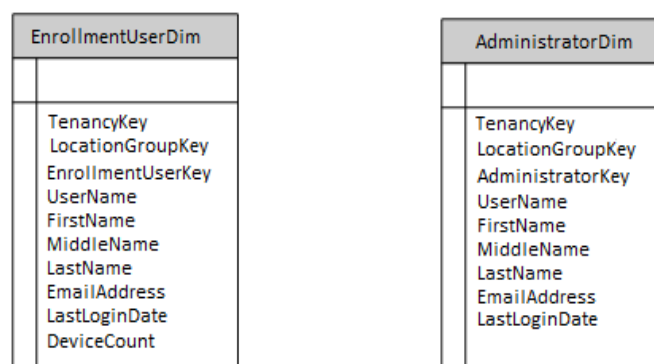 EnrollmentUserDim
TenancyKey
LocationGroupKey
EnrollmentUserKey
UserName
FirstName
MiddleName
LastName
EmailAddress
LastLoginDate
DeviceCount
AdministratorDim
TenancyKey
LocationGroupKey
AdministratorKey
UserName
FirstName
MiddleName
LastName
EmailAddress
LastLoginDate